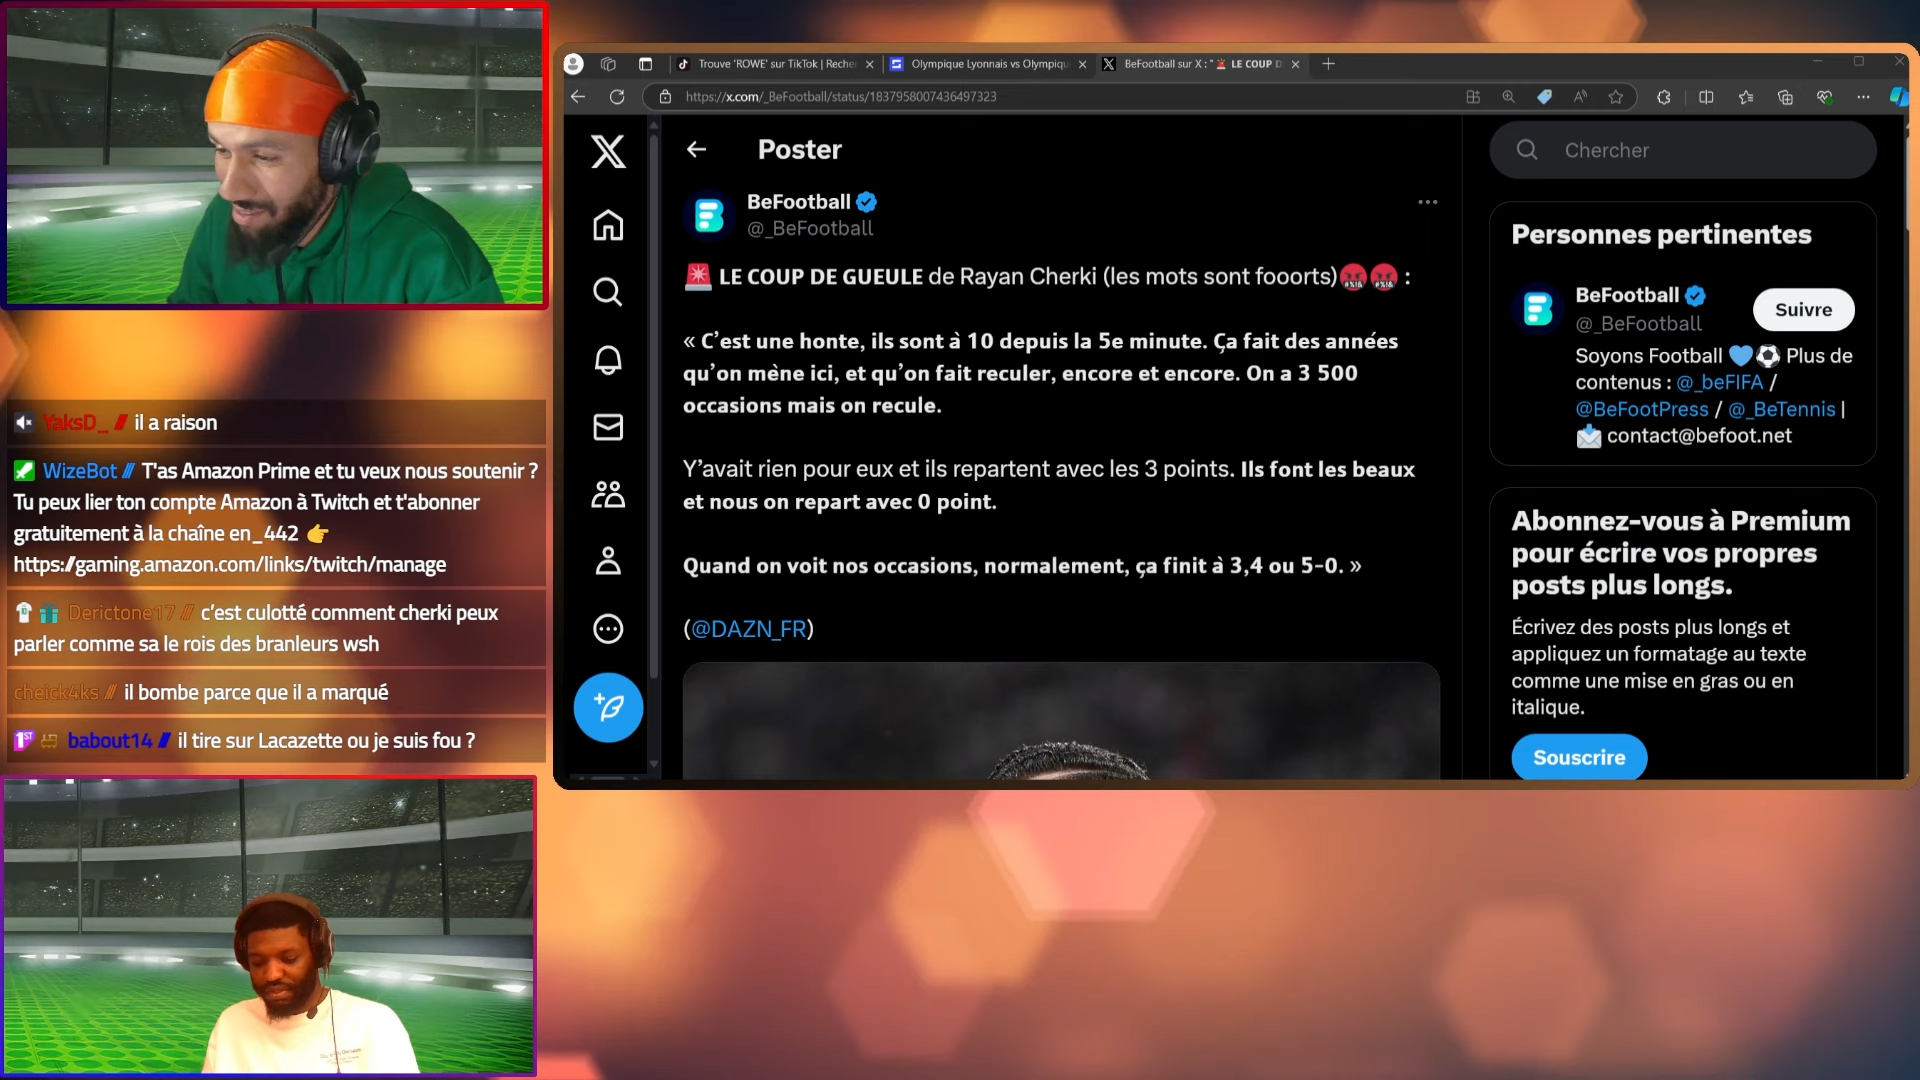 Trouve 'ROWE' sur TikTok | Recher
Olympique Lyonnais vs Olympiqu
BeFootball sur X : " 🚨 LE COUP D
https://x.com/_BeFootball/status/1837958007436497323
Poster
BeFootball
@_BeFootball
🚨 LE COUP DE GUEULE de Rayan Cherki (les mots sont fooorts)🤬🤬 :
« C’est une honte, ils sont à 10 depuis la 5e minute. Ça fait des années
qu’on mène ici, et qu’on fait reculer, encore et encore. On a 3 500
occasions mais on recule.
Y’avait rien pour eux et ils repartent avec les 3 points. Ils font les beaux
et nous on repart avec 0 point.
Quand on voit nos occasions, normalement, ça finit à 3,4 ou 5-0. »
(@DAZN_FR)
Chercher
Personnes pertinentes
BeFootball
@_BeFootball
Suivre
Soyons Football 💙⚽ Plus de
contenus : @_beFIFA /
@BeFootPress / @_BeTennis |
📩 contact@befoot.net
Abonnez-vous à Premium
pour écrire vos propres
posts plus longs.
Écrivez des posts plus longs et
appliquez un formatage au texte
comme une mise en gras ou en
italique.
Souscrire
YaksD_ // il a raison
WizeBot // T'as Amazon Prime et tu veux nous soutenir ?
Tu peux lier ton compte Amazon à Twitch et t'abonner
gratuitement à la chaîne en_442 👉
https://gaming.amazon.com/links/twitch/manage
Derictone17 // c’est culotté comment cherki peux
parler comme sa le rois des branleurs wsh
cheick4ks // il bombe parce que il a marqué
1ST babout14 // il tire sur Lacazette ou je suis fou ?